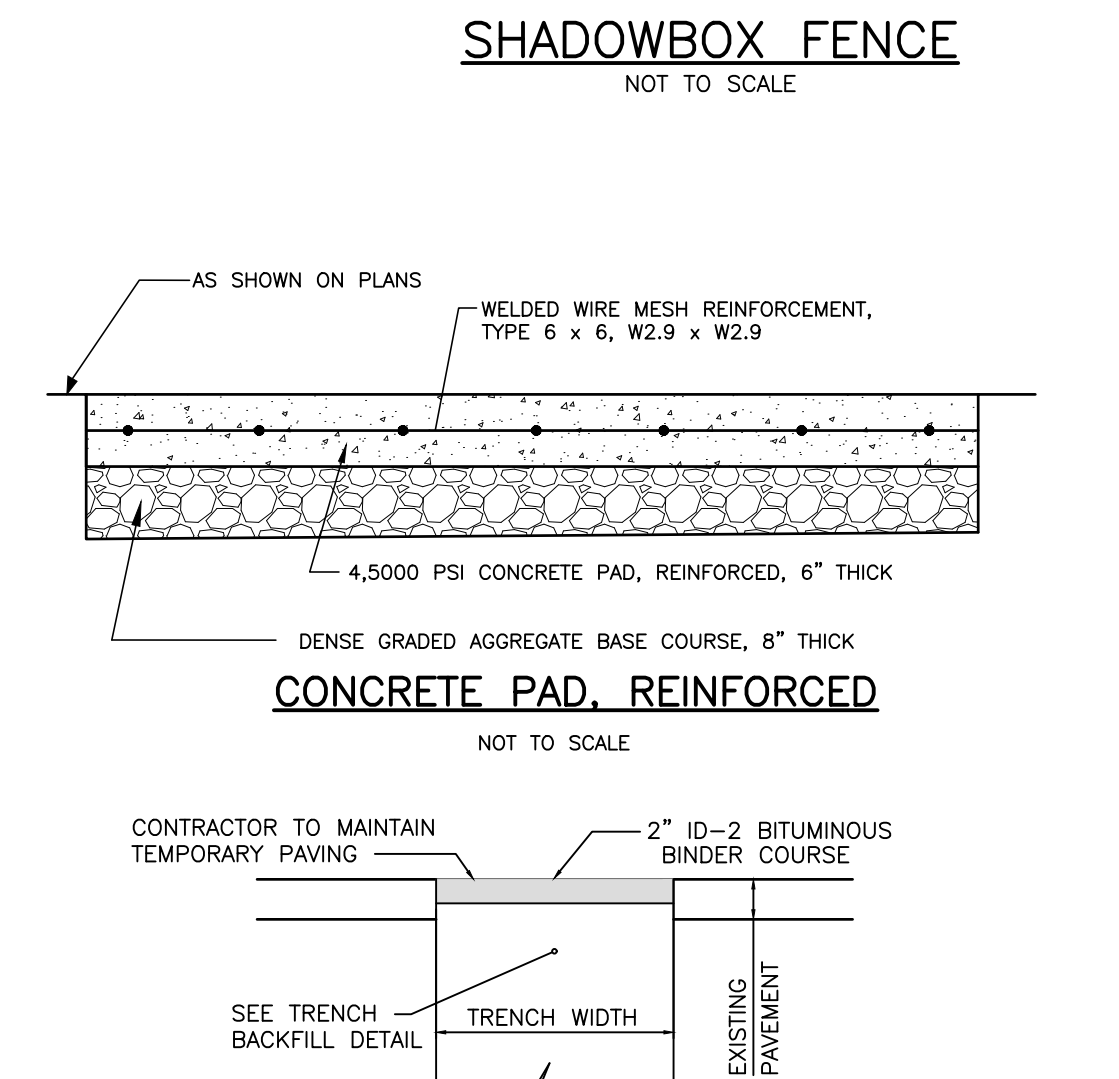 SHADOWBOX FENCE
NOT TO SCALE
AS SHOWN ON PLANS
WELDED WIRE MESH REINFORCEMENT,
TYPE 6 x 6, W2.9 x W2.9
4,5000 PSI CONCRETE PAD, REINFORCED, 6” THICK
DENSE GRADED AGGREGATE BASE COURSE, 8” THICK
CONCRETE PAD, REINFORCED
NOT TO SCALE
CONTRACTOR TO MAINTAIN
TEMPORARY PAVING
2” ID-2 BITUMINOUS
BINDER COURSE
SEE TRENCH
BACKFILL DETAIL
TRENCH WIDTH
EXISTING
PAVEMENT